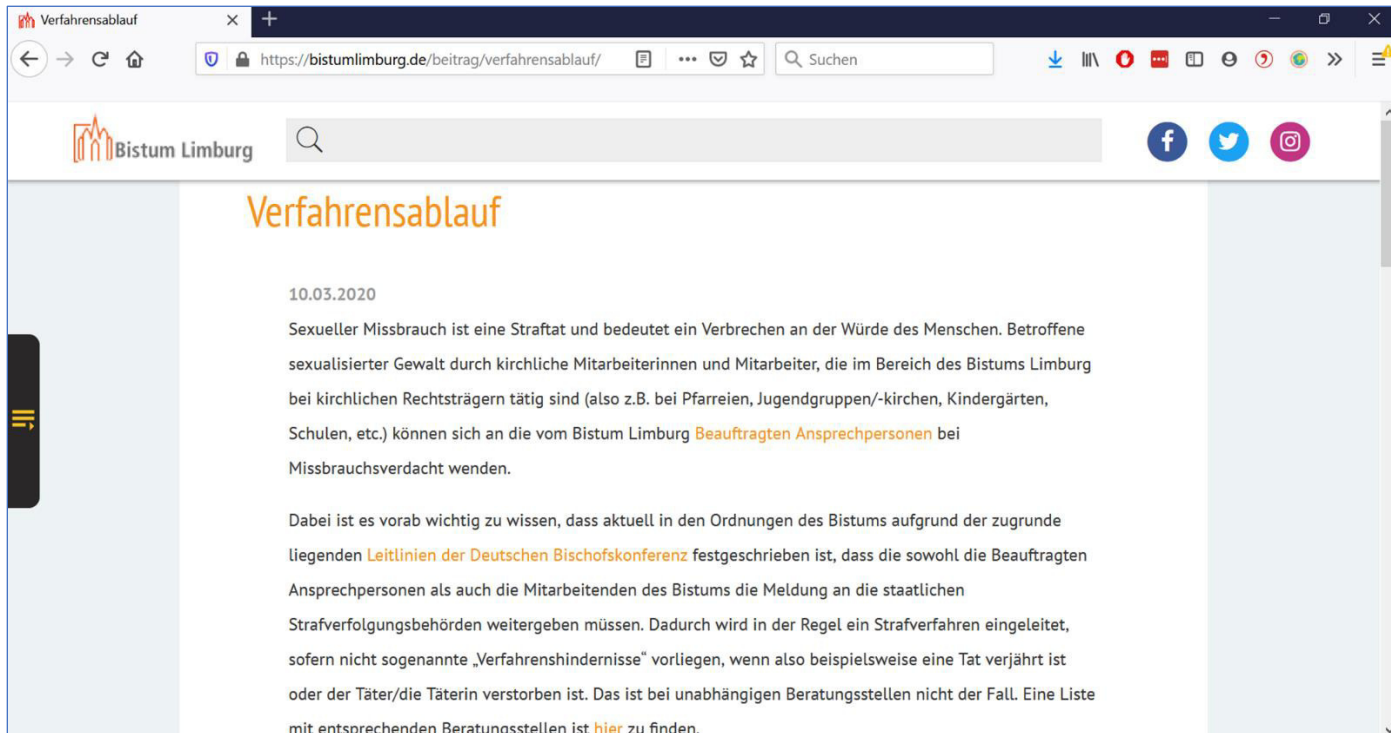 Verfahrensablauf
https://bistumlimburg.de/beitrag/verfahrensablauf/
Suchen
Bistum Limburg
Verfahrensablauf
10.03.2020
Sexueller Missbrauch ist eine Straftat und bedeutet ein Verbrechen an der Würde des Menschen. Betroffene
sexualisierter Gewalt durch kirchliche Mitarbeiterinnen und Mitarbeiter, die im Bereich des Bistums Limburg
bei kirchlichen Rechtsträgern tätig sind (also z.B. bei Pfarreien, Jugendgruppen/-kirchen, Kindergärten,
Schulen, etc.) können sich an die vom Bistum Limburg Beauftragten Ansprechpersonen bei
Missbrauchsverdacht wenden.
Dabei ist es vorab wichtig zu wissen, dass aktuell in den Ordnungen des Bistums aufgrund der zugrunde
liegenden Leitlinien der Deutschen Bischofskonferenz festgeschrieben ist, dass die sowohl die Beauftragten
Ansprechpersonen als auch die Mitarbeitenden des Bistums die Meldung an die staatlichen
Strafverfolgungsbehörden weitergeben müssen. Dadurch wird in der Regel ein Strafverfahren eingeleitet,
sofern nicht sogenannte „Verfahrenshindernisse“ vorliegen, wenn also beispielsweise eine Tat verjährt ist
oder der Täter/die Täterin verstorben ist. Das ist bei unabhängigen Beratungsstellen nicht der Fall. Eine Liste
mit entsprechenden Beratungsstellen ist hier zu finden.